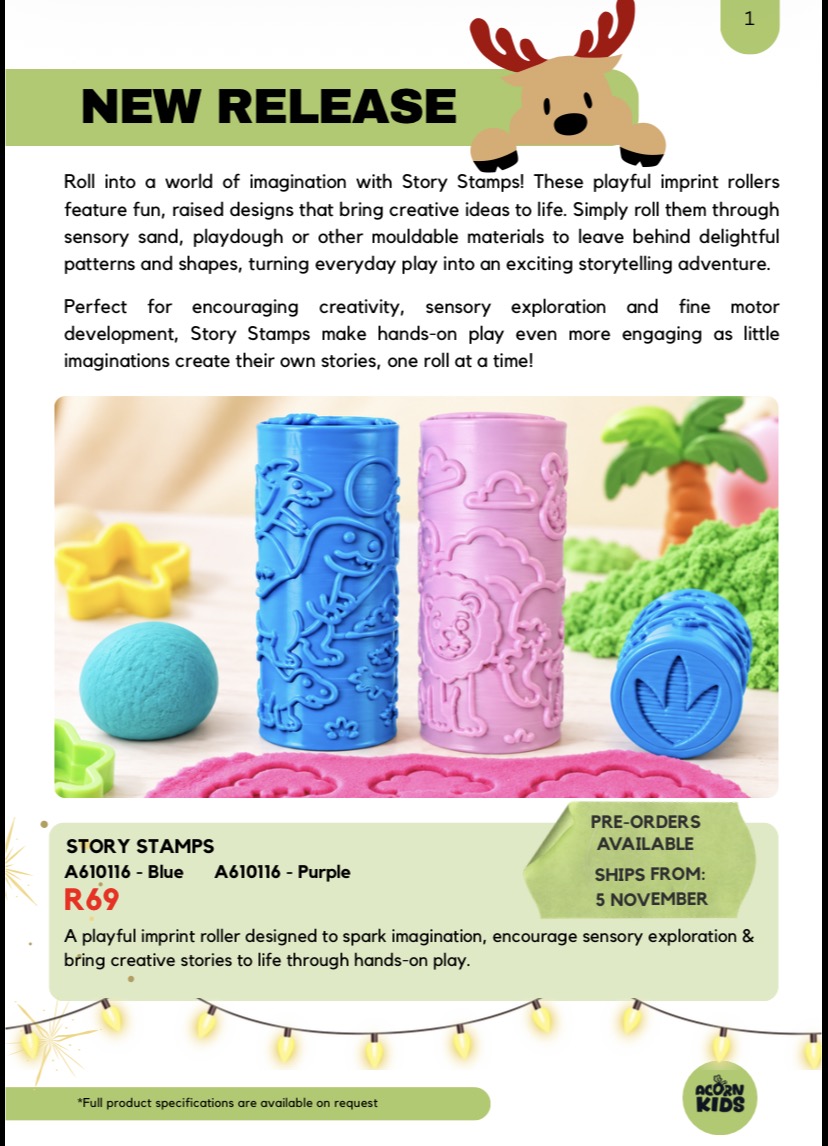 1
NEW RELEASE
Roll into a world of imagination with Story Stamps! These playful imprint rollers
feature fun, raised designs that bring creative ideas to life. Simply roll them through
sensory sand, playdough or other mouldable materials to leave behind delightful
patterns and shapes, turning everyday play into an exciting storytelling adventure.
Perfect for encouraging creativity, sensory exploration and fine motor
development, Story Stamps make hands-on play even more engaging as little
imaginations create their own stories, one roll at a time!
PRE-ORDERS
AVAILABLE
SHIPS FROM:
5 NOVEMBER
STORY STAMPS
A610116 - Blue A610116 - Purple
R69
A playful imprint roller designed to spark imagination, encourage sensory exploration &
bring creative stories to life through hands-on play.
*Full product specifications are available on request
ACORN
KIDS